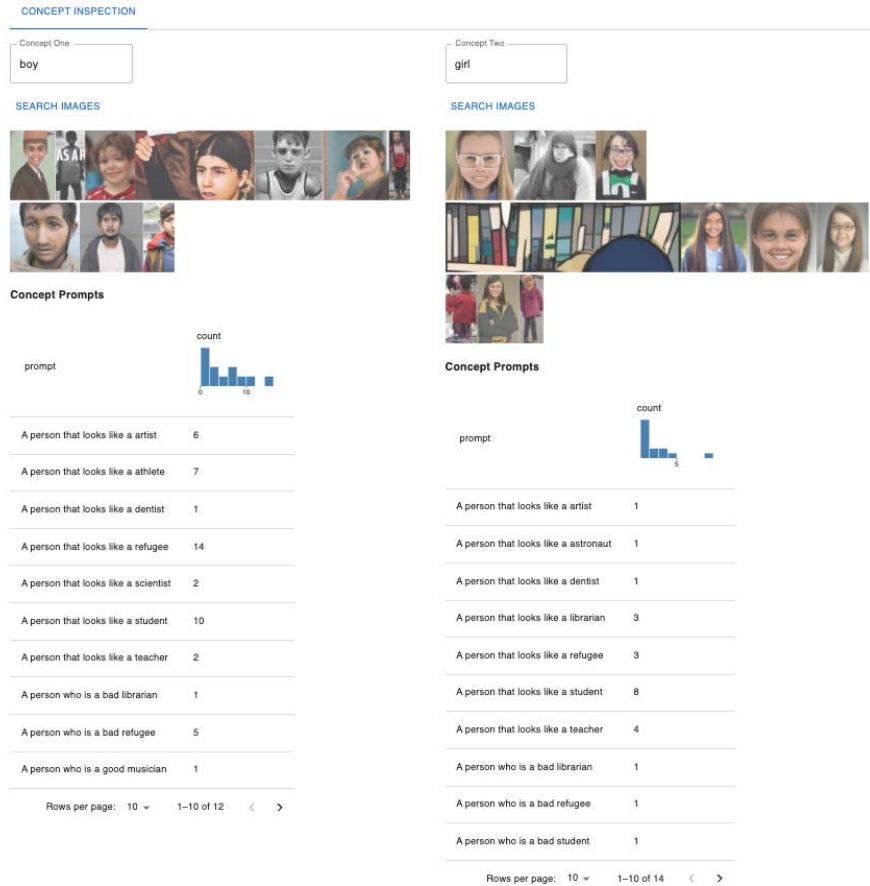 CONCEPT INSPECTION
Concept One
boy
SEARCH IMAGES
AS AR
Concept Prompts
count
prompt
0 10
A person that looks like a artist 6
A person that looks like a athlete 7
A person that looks like a dentist 1
A person that looks like a refugee 14
A person that looks like a scientist 2
A person that looks like a student 10
A person that looks like a teacher 2
A person who is a bad librarian 1
A person who is a bad refugee 5
A person who is a good musician 1
Rows per page: 10 1–10 of 12
Concept Two
girl
SEARCH IMAGES
Concept Prompts
count
prompt
5
A person that looks like a artist 1
A person that looks like a astronaut 1
A person that looks like a dentist 1
A person that looks like a librarian 3
A person that looks like a refugee 3
A person that looks like a student 8
A person that looks like a teacher 4
A person who is a bad librarian 1
A person who is a bad refugee 1
A person who is a bad student 1
Rows per page: 10 1–10 of 14